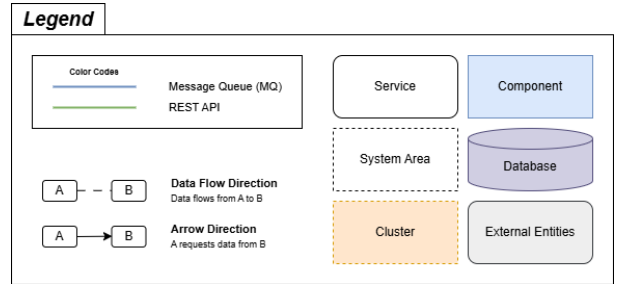 Legend
Color Codes
Message Queue (MQ)
REST API
Service
Component
System Area
Database
A
B
Data Flow Direction
Data flows from A to B
A
B
Arrow Direction
A requests data from B
Cluster
External Entities